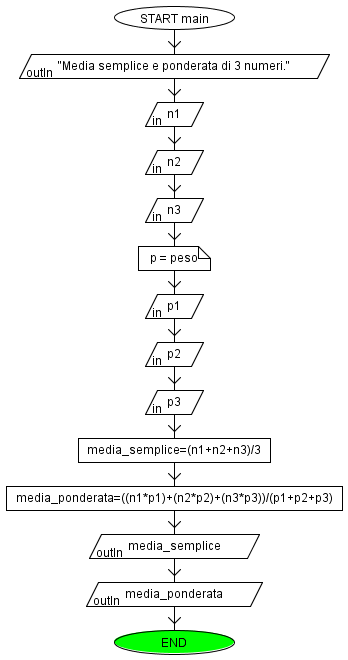 START main
"Media semplice e ponderata di 3 numeri."
outln
n1
in
n2
in
n3
in
p = peso
p1
in
p2
in
p3
in
media_semplice=(n1+n2+n3)/3
media_ponderata=((n1*p1)+(n2*p2)+(n3*p3))/(p1+p2+p3)
media_semplice
outln
media_ponderata
outln
END